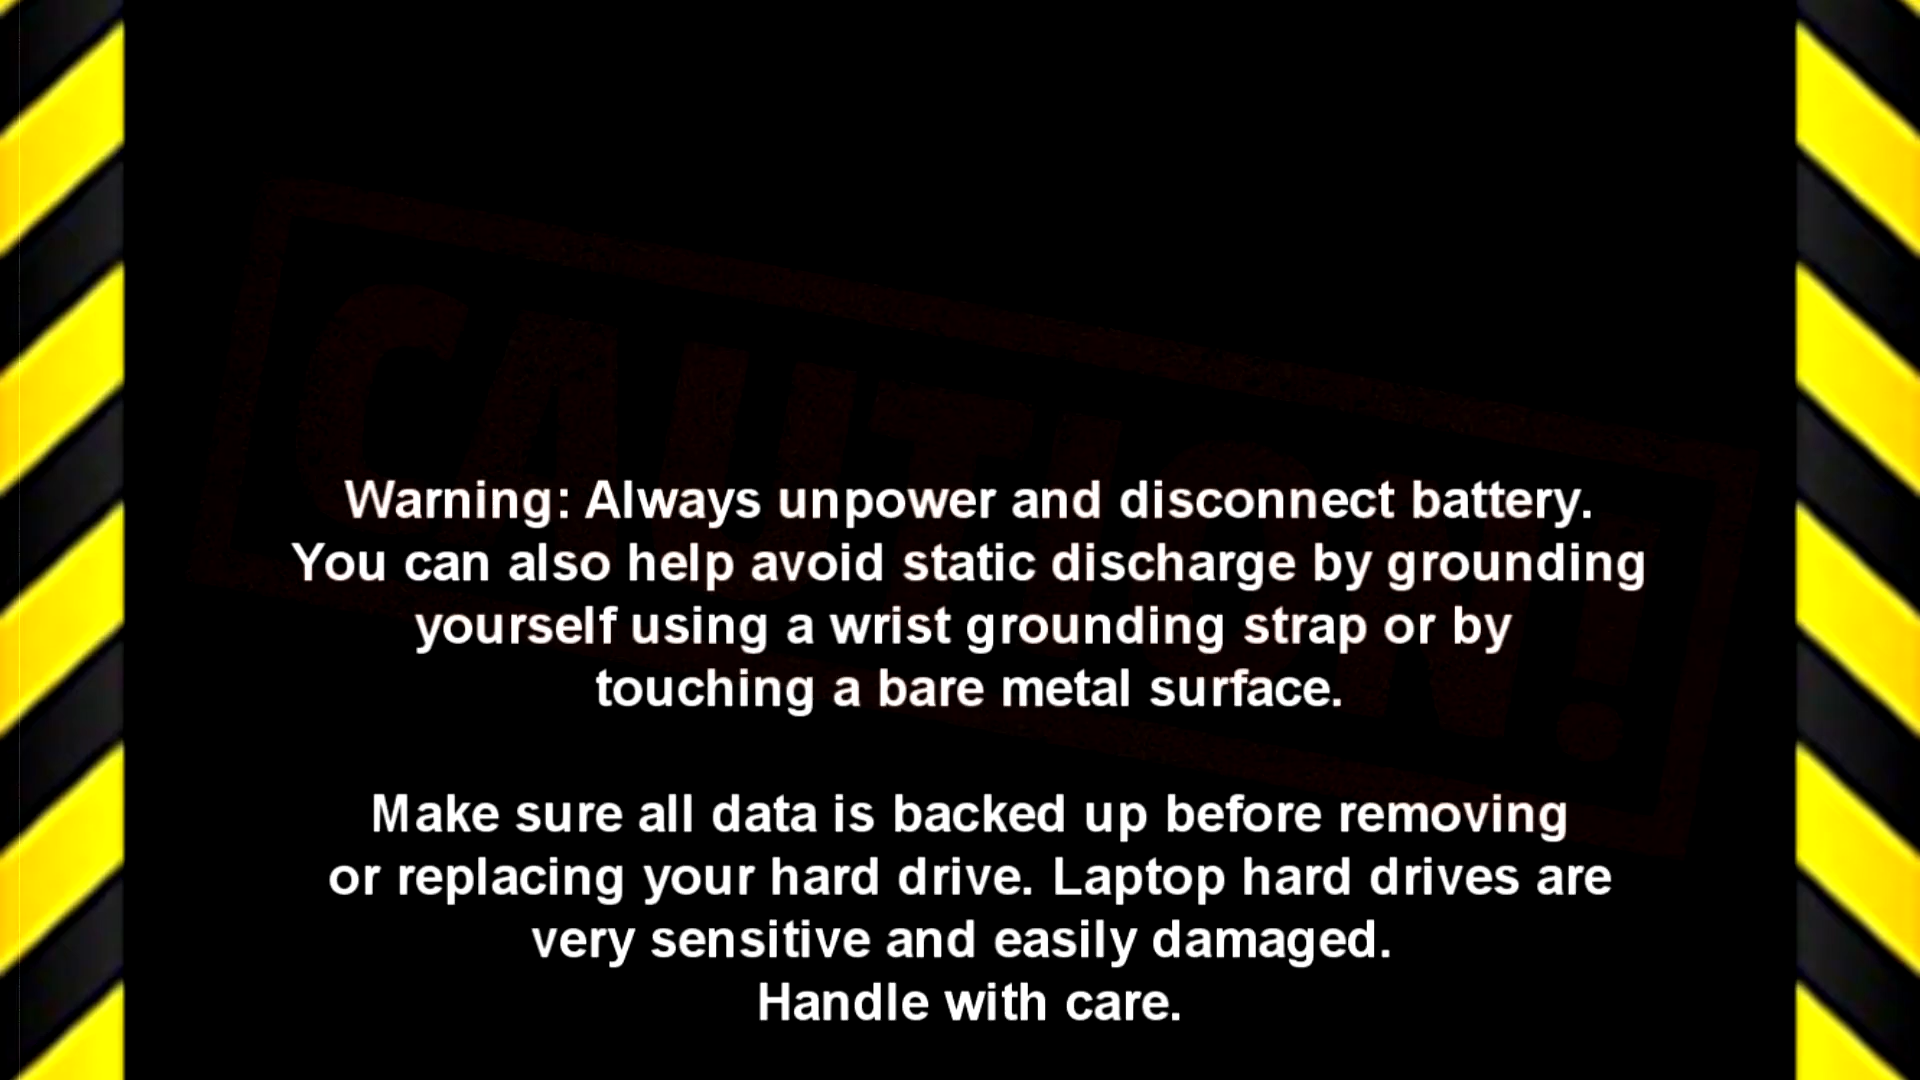 CAUTION!
Warning: Always unpower and disconnect battery.
You can also help avoid static discharge by grounding
yourself using a wrist grounding strap or by
touching a bare metal surface.
Make sure all data is backed up before removing
or replacing your hard drive. Laptop hard drives are
very sensitive and easily damaged.
Handle with care.